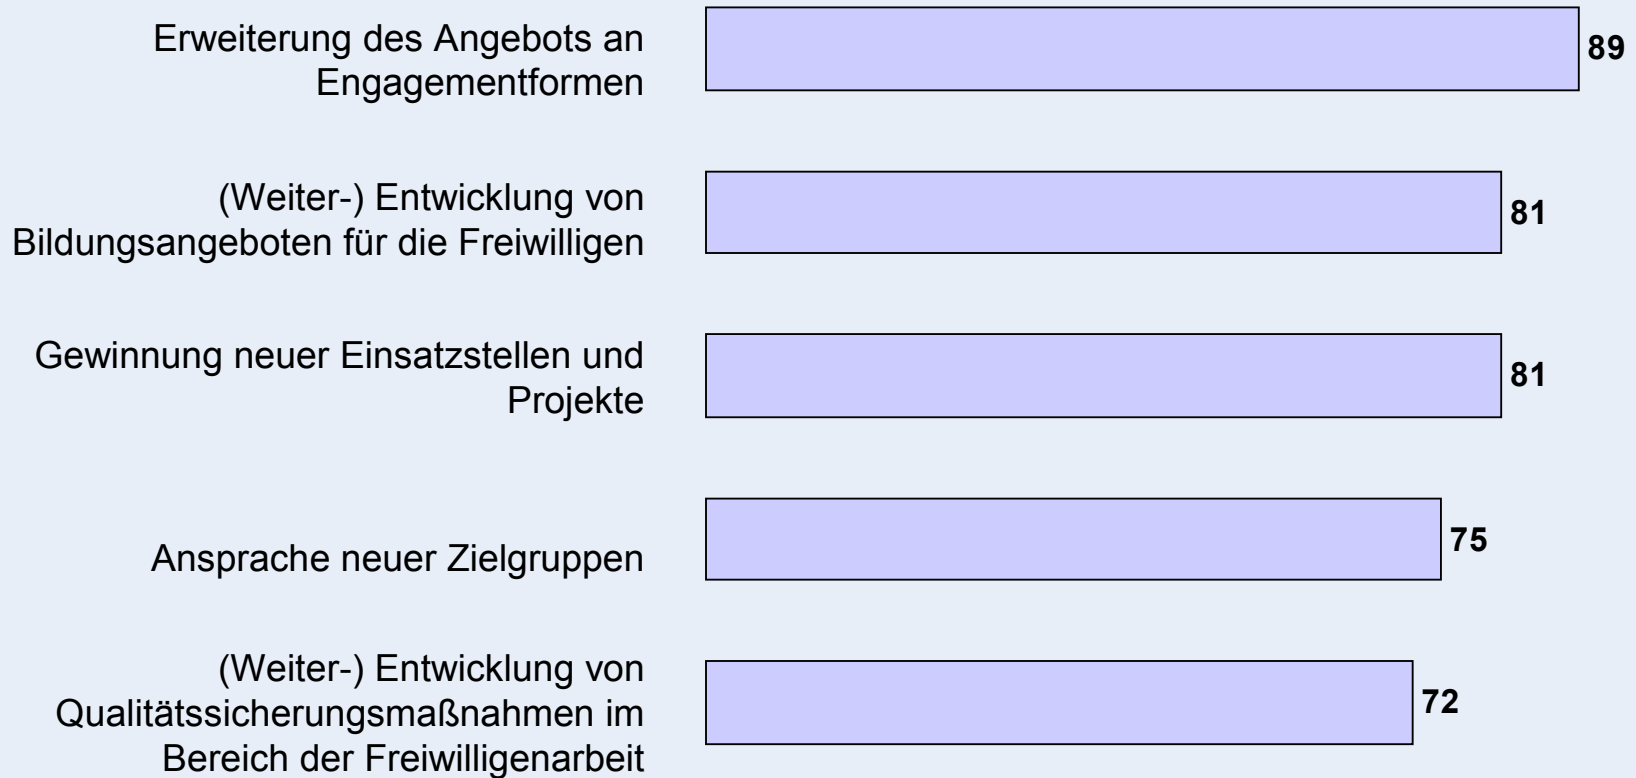 Erweiterung des Angebots an
Engagementformen
89
(Weiter-) Entwicklung von
Bildungsangeboten für die Freiwilligen
81
Gewinnung neuer Einsatzstellen und
Projekte
81
Ansprache neuer Zielgruppen
75
(Weiter-) Entwicklung von
Qualitätssicherungsmaßnahmen im
Bereich der Freiwilligenarbeit
72